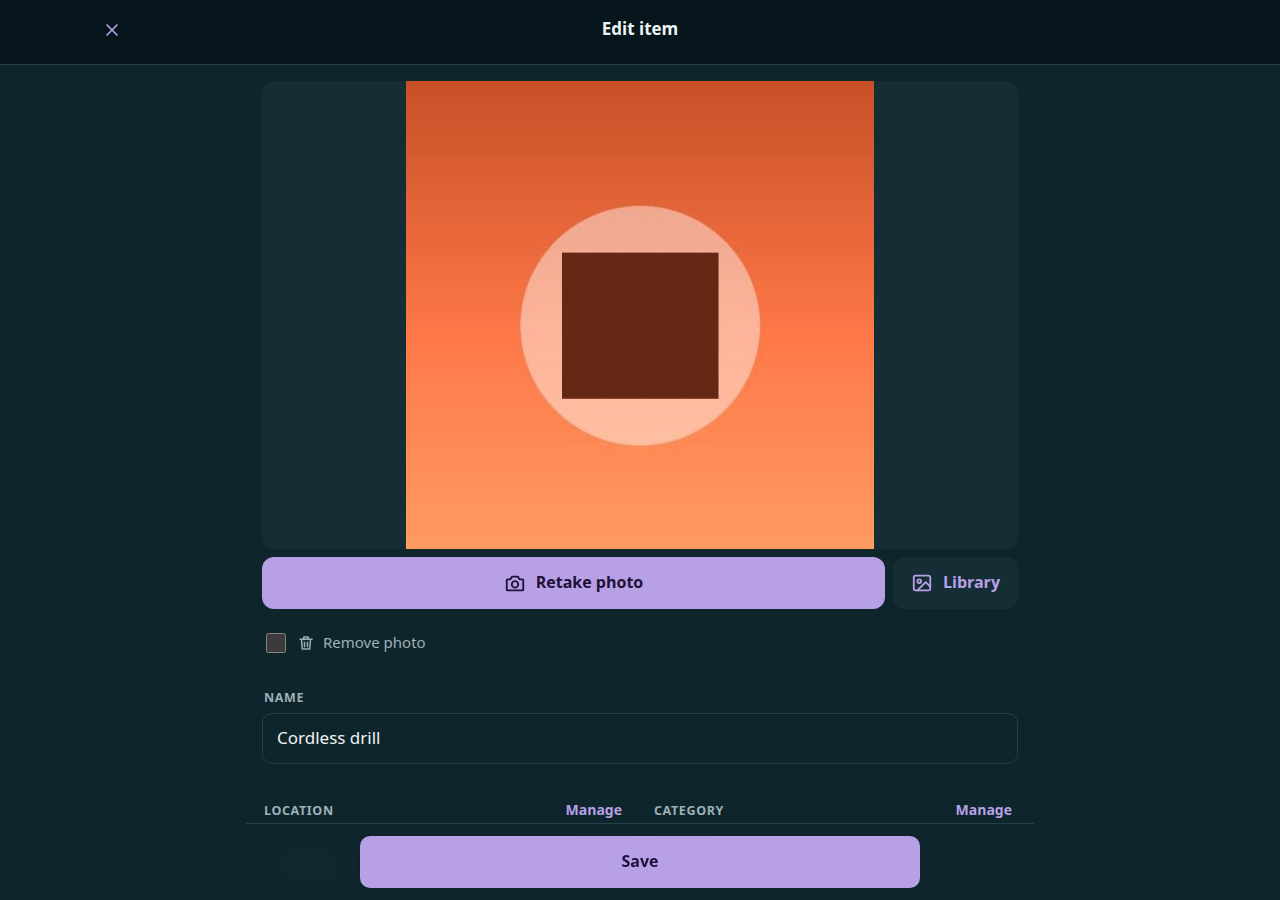 Edit item
Retake photo
Library
Remove photo
NAME
Cordless drill
LOCATION Manage CATEGORY Manage
Save